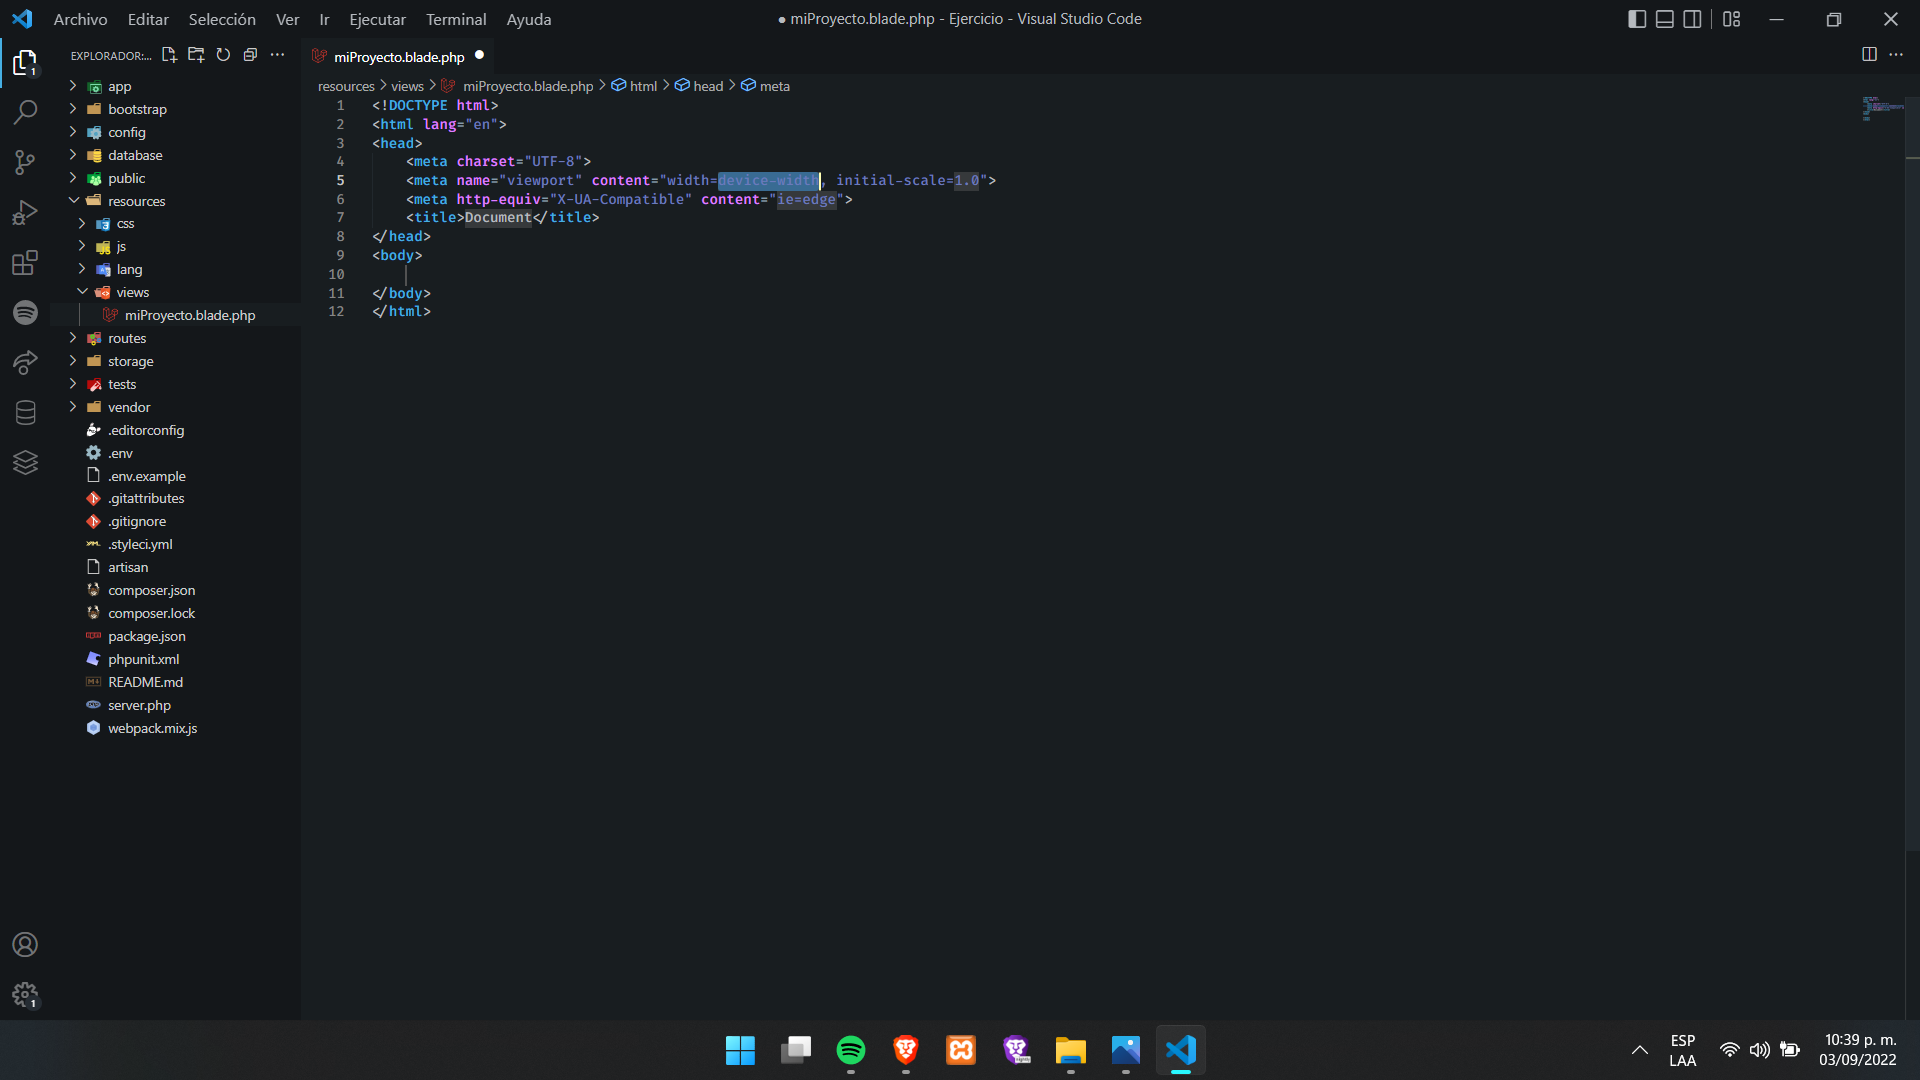 Archivo Editar Selección Ver Ir Ejecutar Terminal Ayuda
● miProyecto.blade.php - Ejercicio - Visual Studio Code
EXPLORADOR:...
miProyecto.blade.php
resources > views > miProyecto.blade.php > html > head > meta
app
bootstrap
config
database
public
resources
css
js
lang
views
miProyecto.blade.php
routes
storage
tests
vendor
.editorconfig
.env
.env.example
.gitattributes
.gitignore
.styleci.yml
artisan
composer.json
composer.lock
package.json
phpunit.xml
README.md
server.php
webpack.mix.js
1 <!DOCTYPE html>
2 <html lang="en">
3 <head>
4 <meta charset="UTF-8">
5 <meta name="viewport" content="width=device-width, initial-scale=1.0">
6 <meta http-equiv="X-UA-Compatible" content="ie=edge">
7 <title>Document</title>
8 </head>
9 <body>
10
11 </body>
12 </html>
1
1
ESP
LAA
10:39 p. m.
03/09/2022